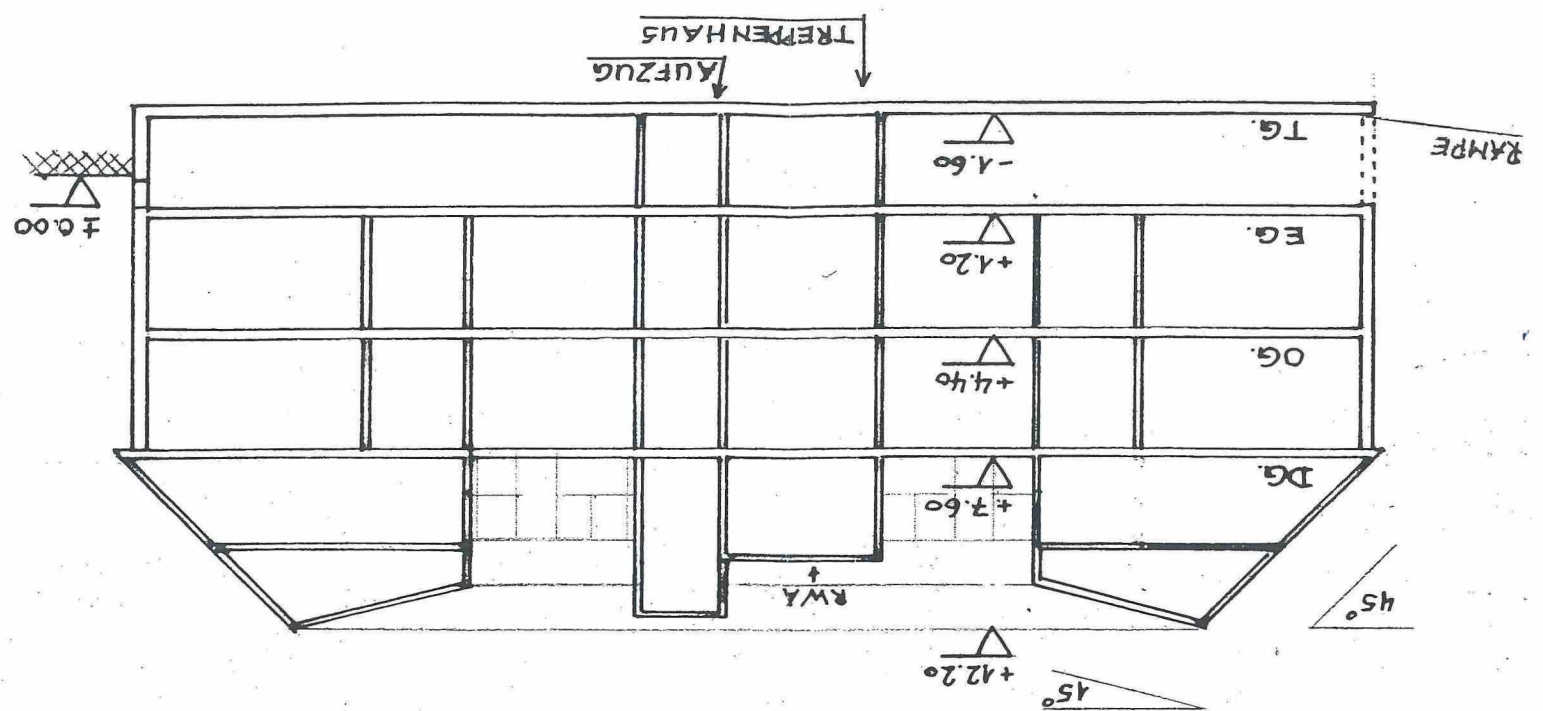 15°
+12.20
45°
RWA
+7.60
DG.
+4.40
OG.
+1.20
EG.
±0.00
-1.60
TG.
RAMPE
AUFZUG
TREPPENHAUS